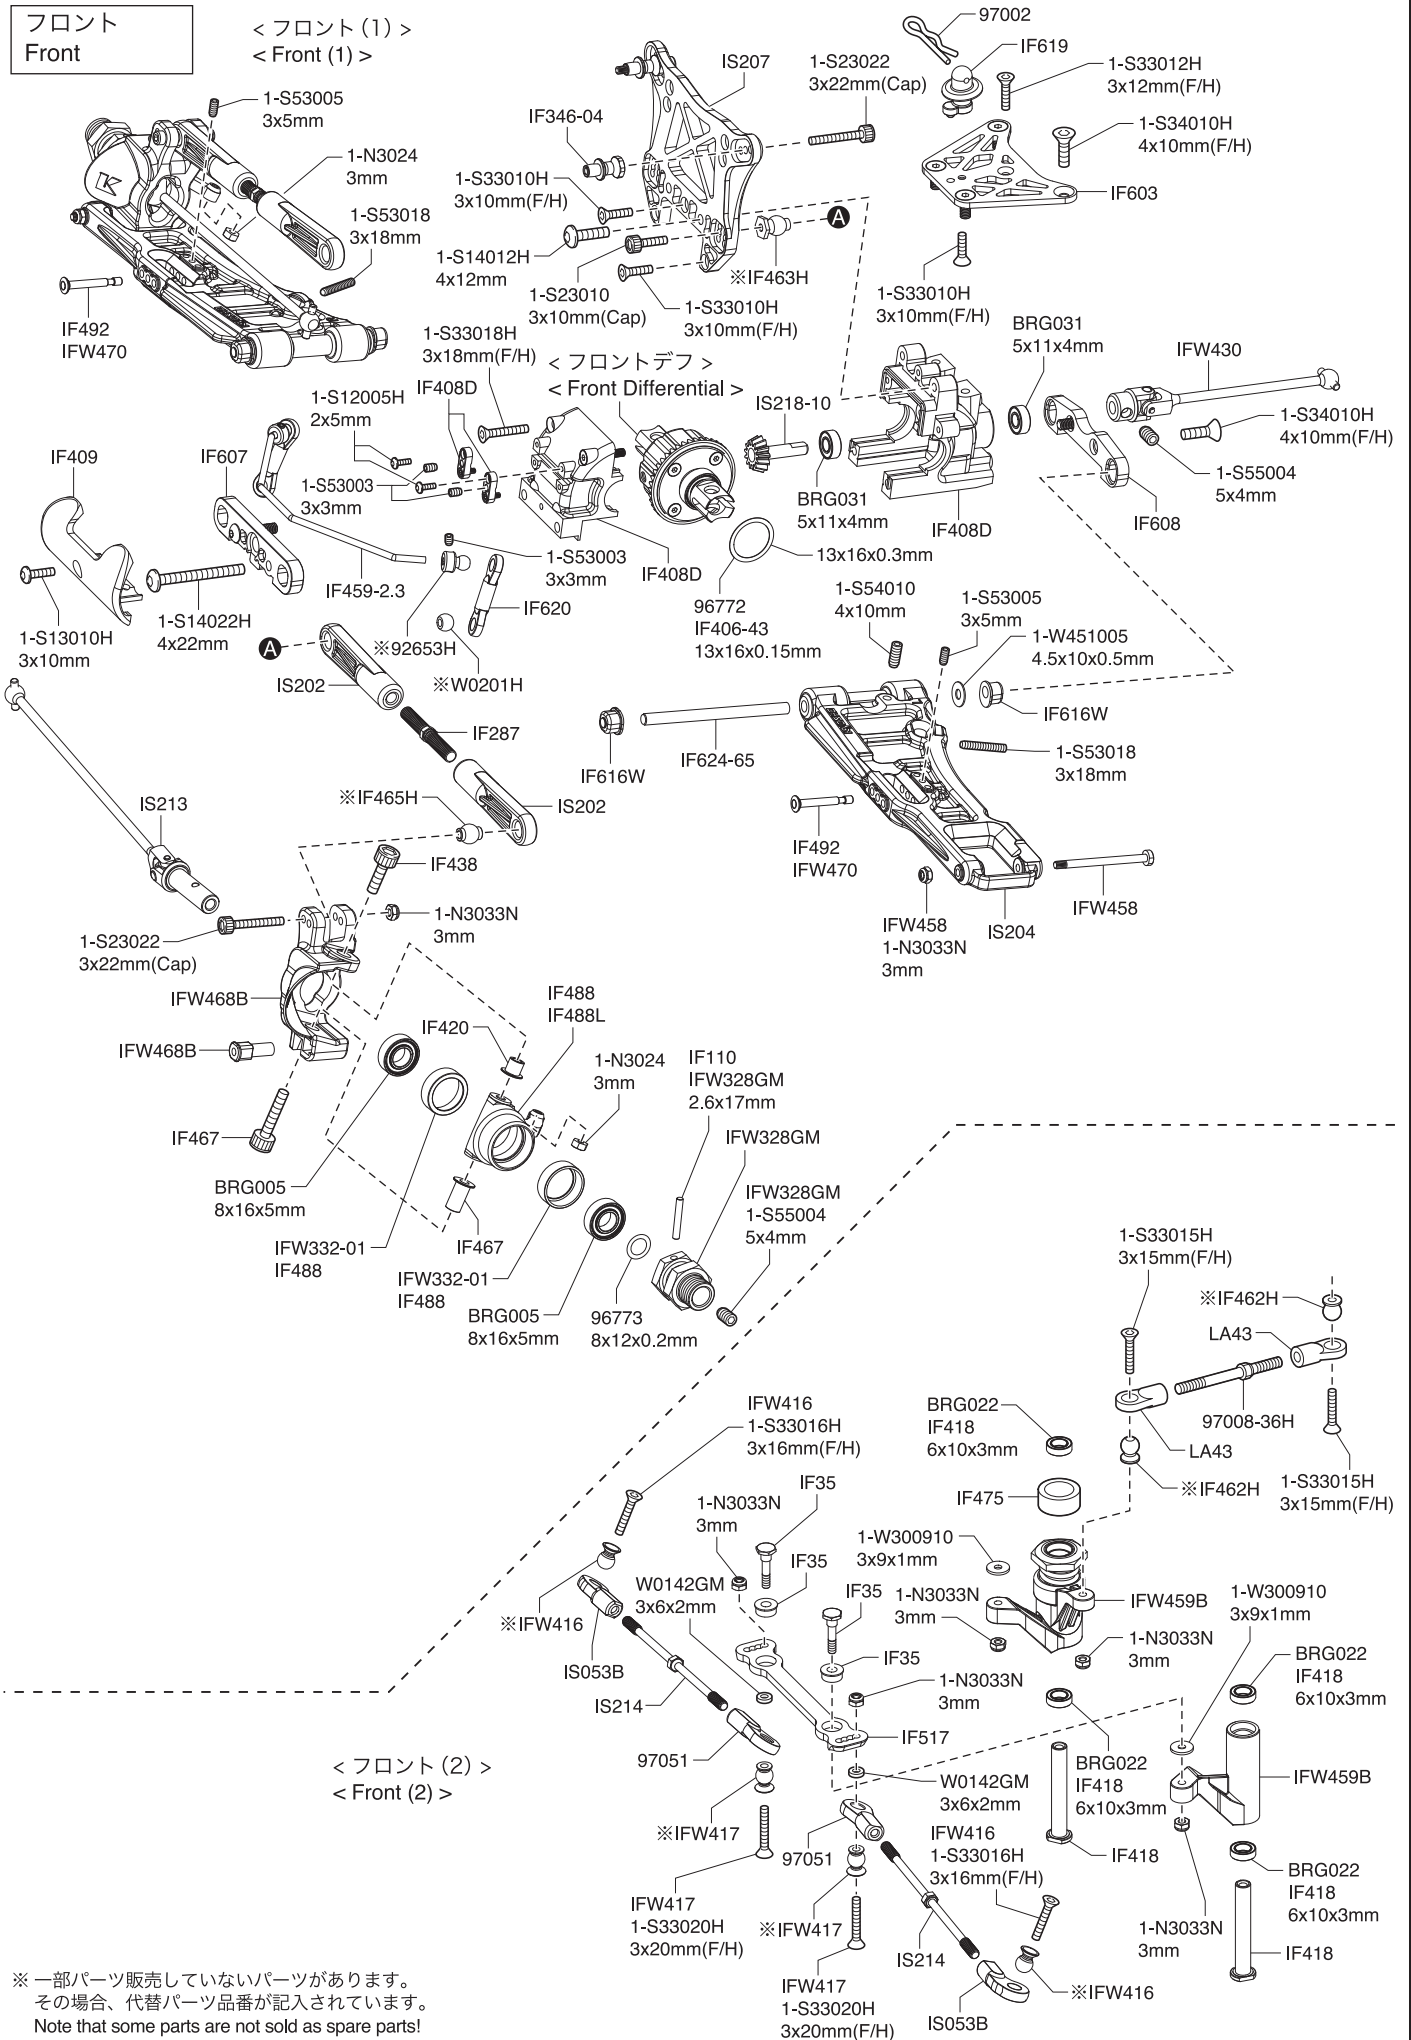 フロント
Front
< フロント (1) >
< Front (1) >
1-S53005
3x5mm
1-N3024
3mm
1-S53018
3x18mm
IF492
IFW470
IF346-04
IS207
1-S23022
3x22mm(Cap)
97002
IF619
1-S33012H
3x12mm(F/H)
1-S34010H
4x10mm(F/H)
IF603
1-S33010H
3x10mm(F/H)
1-S14012H
4x12mm
1-S23010
3x10mm(Cap)
1-S33010H
3x10mm(F/H)
※IF463H
A
1-S33010H
3x10mm(F/H)
1-S33018H
3x18mm(F/H)
< フロントデフ >
< Front Differential >
IF408D
1-S12005H
2x5mm
1-S53003
3x3mm
IF409
IF607
IS218-10
BRG031
5x11x4mm
BRG031
5x11x4mm
IFW430
1-S34010H
4x10mm(F/H)
1-S55004
5x4mm
IF608
IF408D
1-S13010H
3x10mm
1-S14022H
4x22mm
IF459-2.3
1-S53003
3x3mm
IF408D
13x16x0.3mm
96772
IF406-43
13x16x0.15mm
IF620
※92653H
※W0201H
A
IS202
IF287
IS202
※IF465H
1-S54010
4x10mm
1-S53005
3x5mm
1-W451005
4.5x10x0.5mm
IF616W
IF616W
IF624-65
1-S53018
3x18mm
IF492
IFW470
IFW458
1-N3033N
3mm
IS204
IFW458
IS213
IF438
1-N3033N
3mm
1-S23022
3x22mm(Cap)
IFW468B
IFW468B
IF467
IF488
IF488L
IF420
1-N3024
3mm
IF110
IFW328GM
2.6x17mm
IFW328GM
IFW328GM
1-S55004
5x4mm
BRG005
8x16x5mm
IFW332-01
IF488
IF467
IFW332-01
IF488
BRG005
8x16x5mm
96773
8x12x0.2mm
1-S33015H
3x15mm(F/H)
※IF462H
LA43
97008-36H
LA43
※IF462H
1-S33015H
3x15mm(F/H)
BRG022
IF418
6x10x3mm
IF475
IFW416
1-S33016H
3x16mm(F/H)
IF35
1-N3033N
3mm
IF35
W0142GM
3x6x2mm
IF35
IF35
1-W300910
3x9x1mm
1-N3033N
3mm
IFW459B
1-W300910
3x9x1mm
1-N3033N
3mm
BRG022
IF418
6x10x3mm
※IFW416
IS053B
IS214
1-N3033N
3mm
IF517
97051
W0142GM
3x6x2mm
BRG022
IF418
6x10x3mm
IFW459B
< フロント (2) >
< Front (2) >
※IFW417
97051
IFW416
1-S33016H
3x16mm(F/H)
IF418
BRG022
IF418
6x10x3mm
IFW417
1-S33020H
3x20mm(F/H)
※IFW417
IS214
1-N3033N
3mm
IF418
IFW417
1-S33020H
3x20mm(F/H)
IS053B
※IFW416
※ 一部パーツ販売していないパーツがあります。
その場合、代替パーツ品番が記入されています。
Note that some parts are not sold as spare parts!